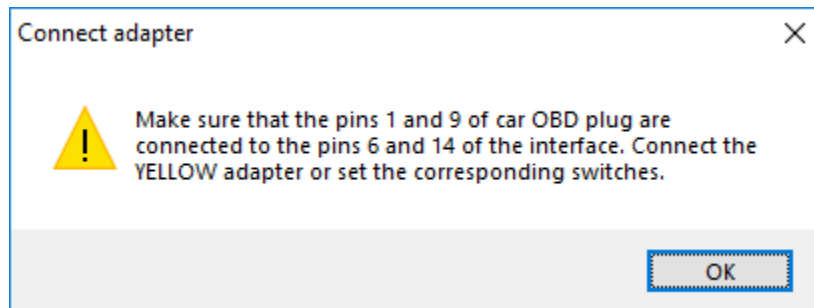 Connect adapter
Make sure that the pins 1 and 9 of car OBD plug are
connected to the pins 6 and 14 of the interface. Connect the
YELLOW adapter or set the corresponding switches.
OK